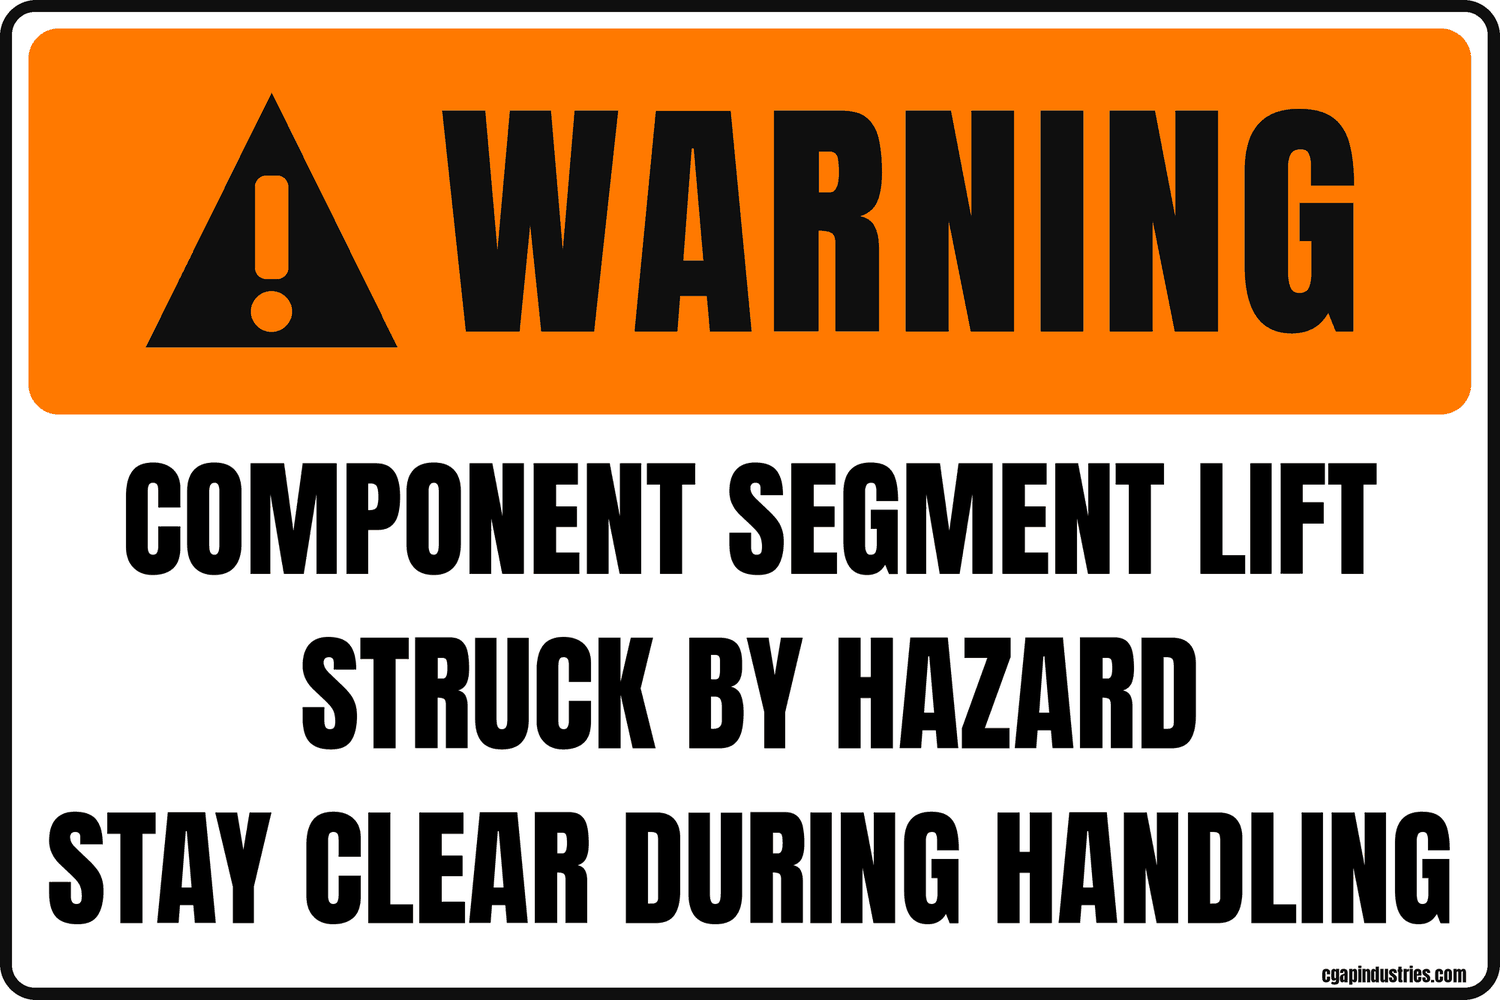 WARNING
COMPONENT SEGMENT LIFT
STRUCK BY HAZARD
STAY CLEAR DURING HANDLING
cgapindustries.com